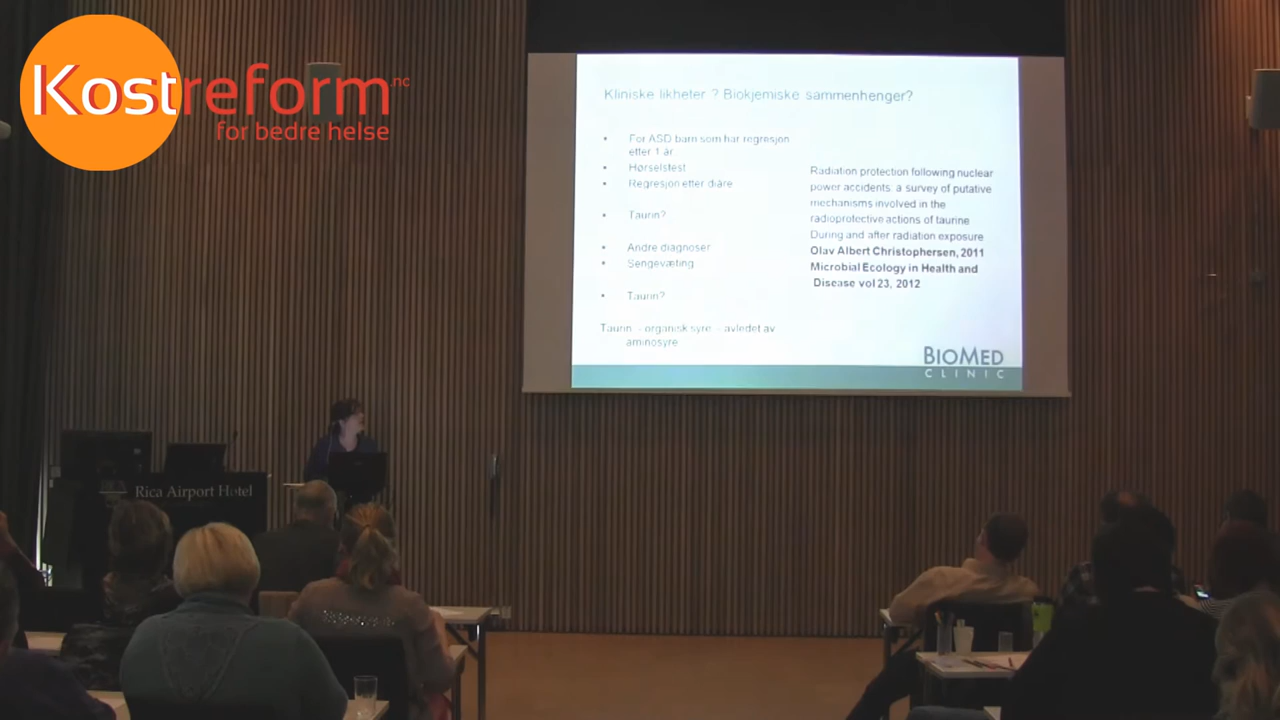 Kostreform.nc
for bedre helse
Kliniske likheter ? Biokjemiske sammenhenger?
• For ASD barn som har regresjon
etter 1 år...
• Hørselstest
• Regresjon etter diare
• Taurin?
• Andre diagnoser
• Sengevæting
• Taurin?
Taurin – organisk syre – avledet av
aminosyre
Radiation protection following nuclear
power accidents: a survey of putative
mechanisms involved in the
radioprotective actions of taurine
During and after radiation exposure
Olav Albert Christophersen, 2011
Microbial Ecology in Health and
Disease vol 23, 2012
BIOMED
CLINIC
Rica Airport Hotel